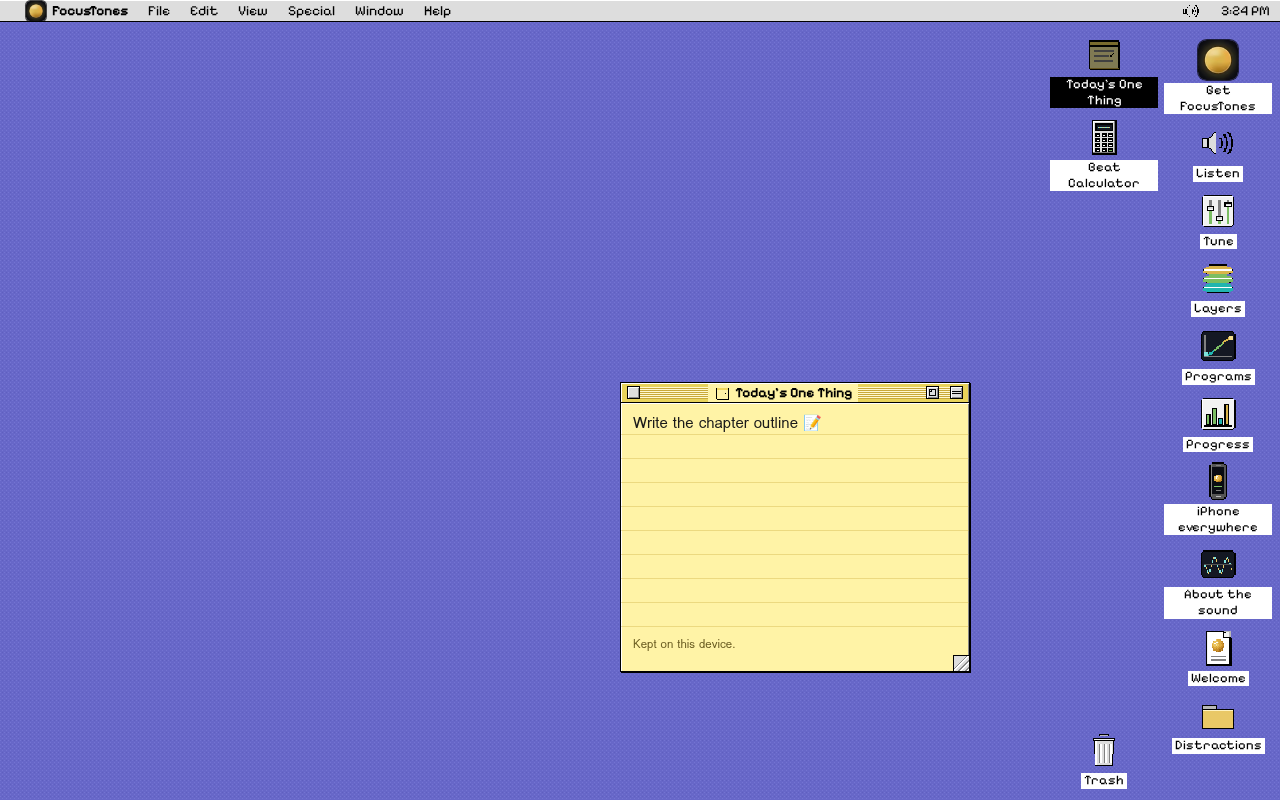 FocusTones File Edit View Special Window Help 3:24 PM
Today's One
Thing
Get
FocusTones
Beat
Calculator
Listen
Tune
Layers
Programs
Progress
iPhone
everywhere
About the
sound
Welcome
Distractions
Trash
Today's One Thing
Write the chapter outline 📝
Kept on this device.